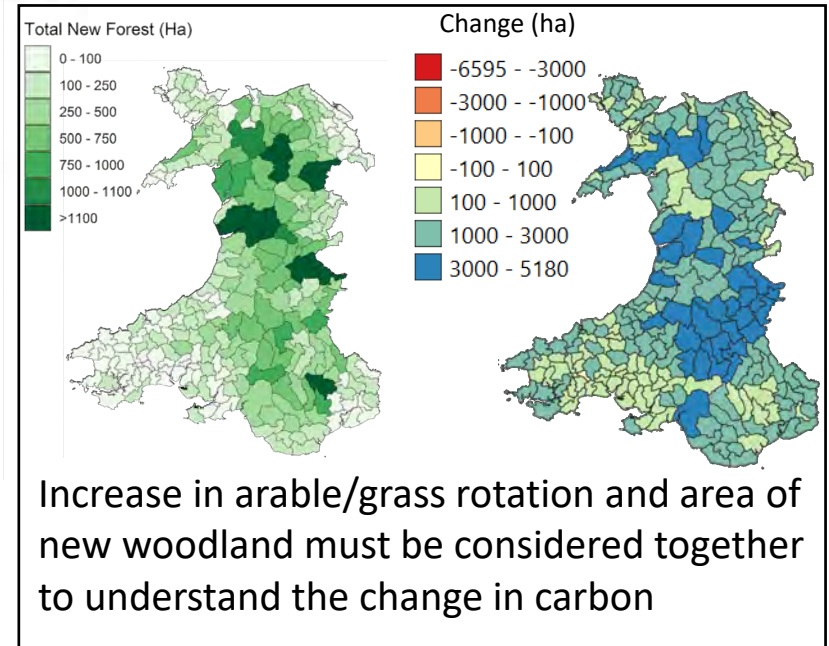 Total New Forest (Ha)
0 - 100
100 - 250
250 - 500
500 - 750
750 - 1000
1000 - 1100
>1100
Change (ha)
-6595 - -3000
-3000 - -1000
-1000 - -100
-100 - 100
100 - 1000
1000 - 3000
3000 - 5180
Increase in arable/grass rotation and area of
new woodland must be considered together
to understand the change in carbon